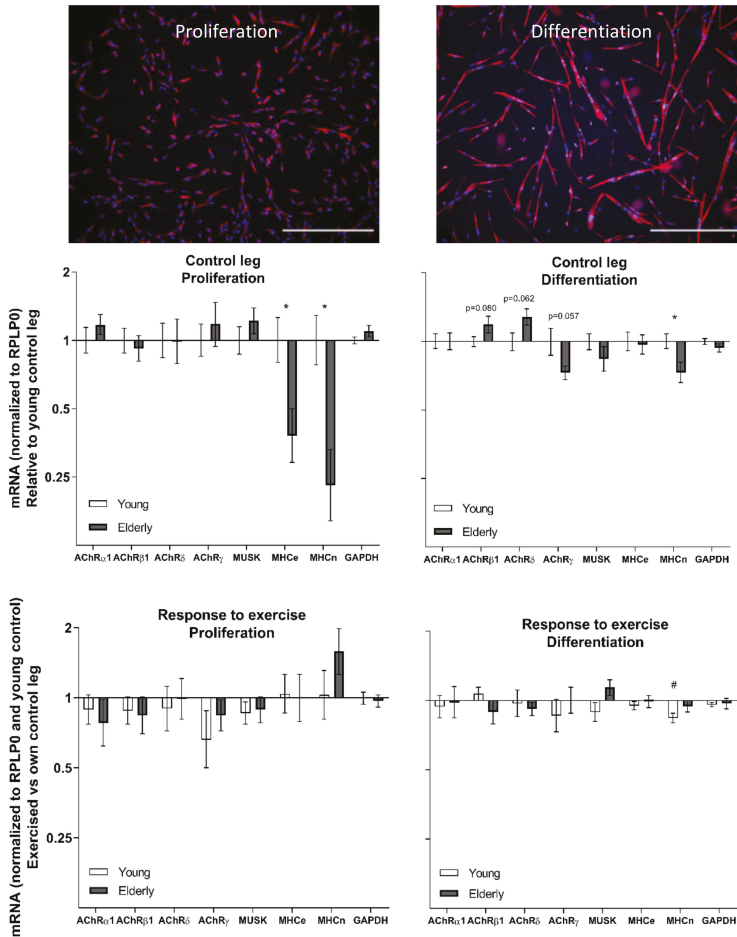 Proliferation
Differentiation
Control leg
Proliferation
mRNA (normalized to RPLP0)
Relative to young control leg
2
1
0.5
0.25
*
*
Young
Elderly
AChRα1 AChRβ1 AChRδ AChRγ MUSK MHCe MHCn GAPDH
Control leg
Differentiation
p=0.080
p=0.062
p=0.057
*
Young
Elderly
AChRα1 AChRβ1 AChRδ AChRγ MUSK MHCe MHCn GAPDH
Response to exercise
Proliferation
mRNA (normalized to RPLP0 and young control)
Exercised vs own control leg
2
1
0.5
0.25
Young
Elderly
AChRα1 AChRβ1 AChRδ AChRγ MUSK MHCe MHCn GAPDH
Response to exercise
Differentiation
#
Young
Elderly
AChRα1 AChRβ1 AChRδ AChRγ MUSK MHCe MHCn GAPDH